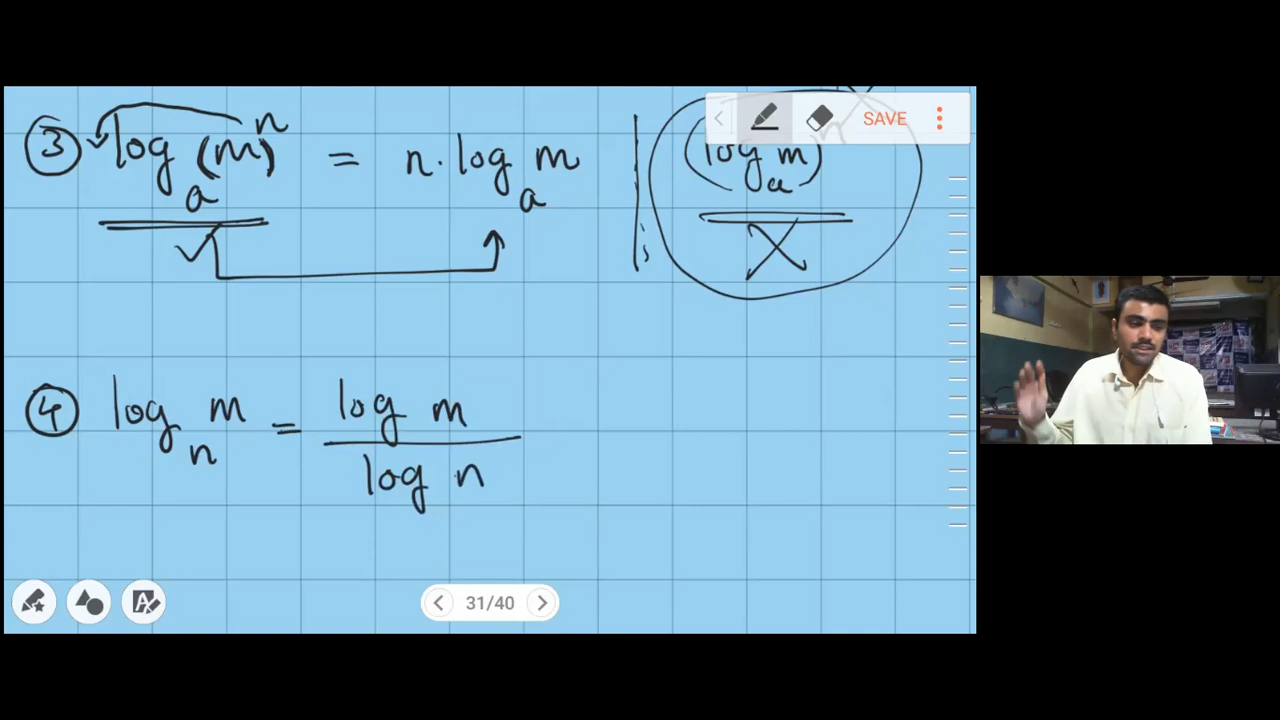 ③ log_a (m)^n = n · log_a m | (log_a m)^n
SAVE
④ log_n m = log m / log n
31/40